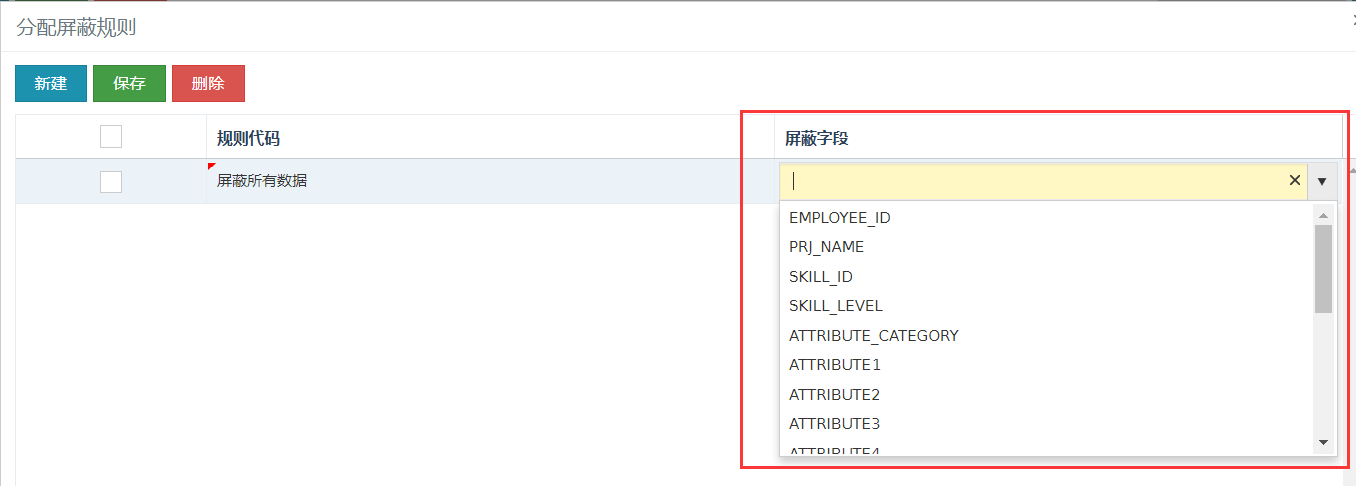 分配屏蔽规则
新建 保存 删除
规则代码 屏蔽字段
屏蔽所有数据
EMPLOYEE_ID
PRJ_NAME
SKILL_ID
SKILL_LEVEL
ATTRIBUTE_CATEGORY
ATTRIBUTE1
ATTRIBUTE2
ATTRIBUTE3
ATTRIBUTE4